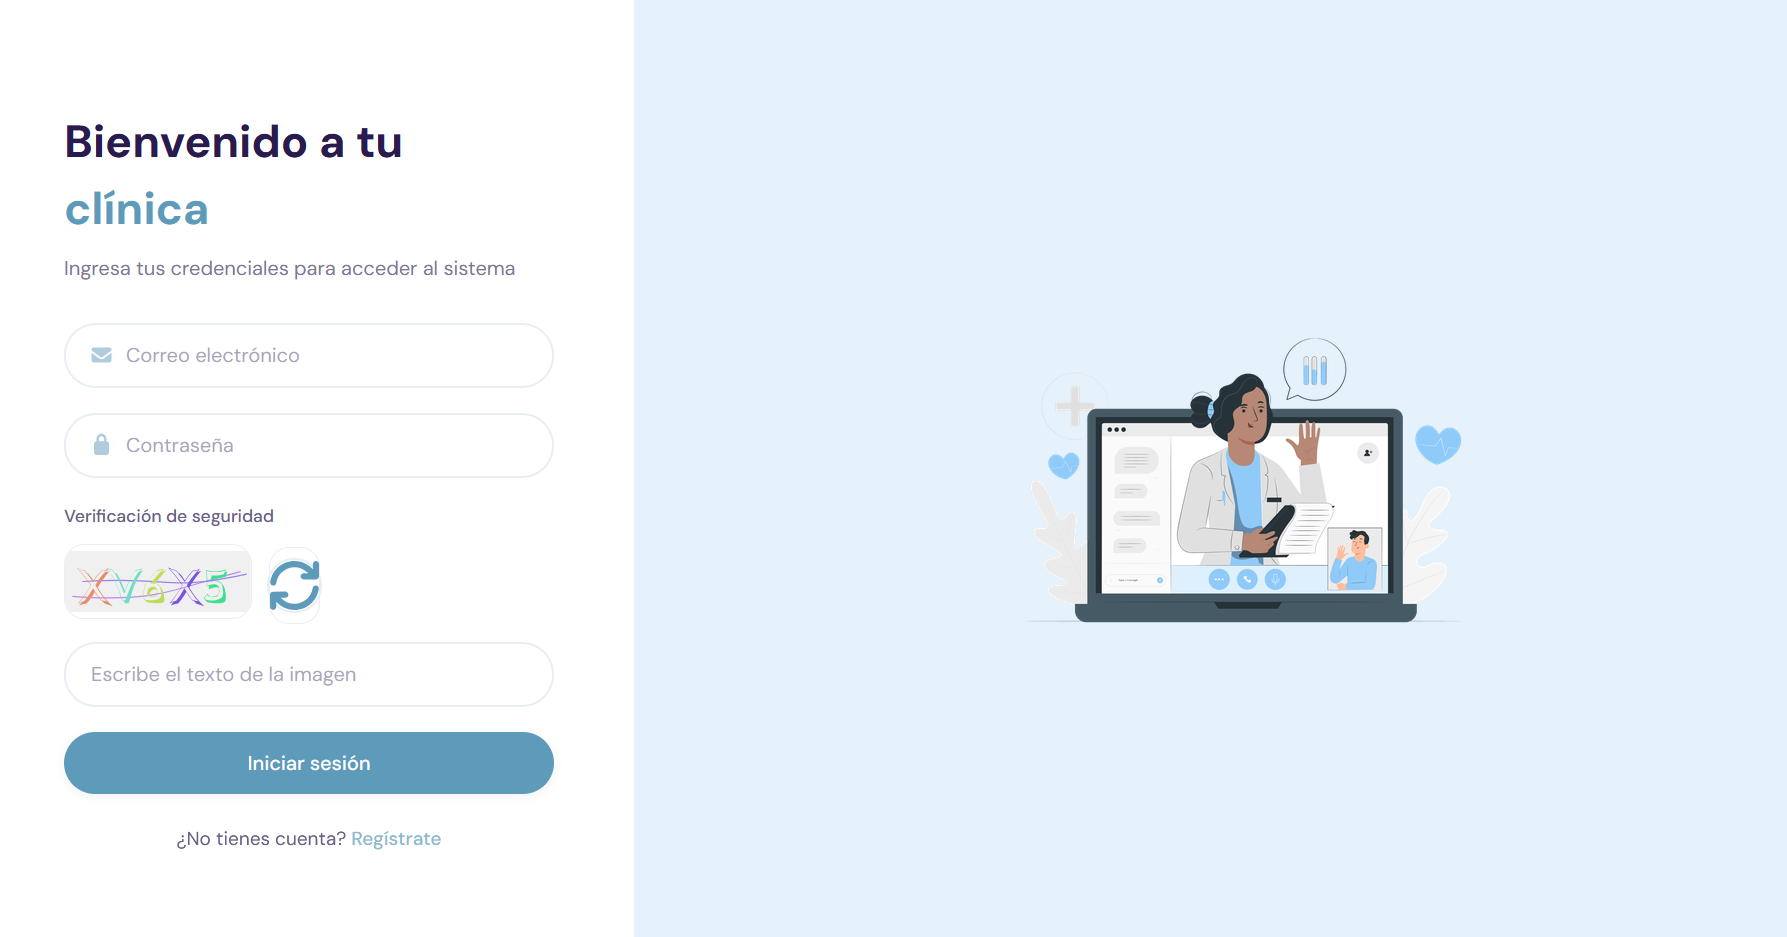 Bienvenido a tu
clínica
Ingresa tus credenciales para acceder al sistema
Correo electrónico
Contraseña
Verificación de seguridad
XV6X5
Escribe el texto de la imagen
Iniciar sesión
¿No tienes cuenta? Regístrate